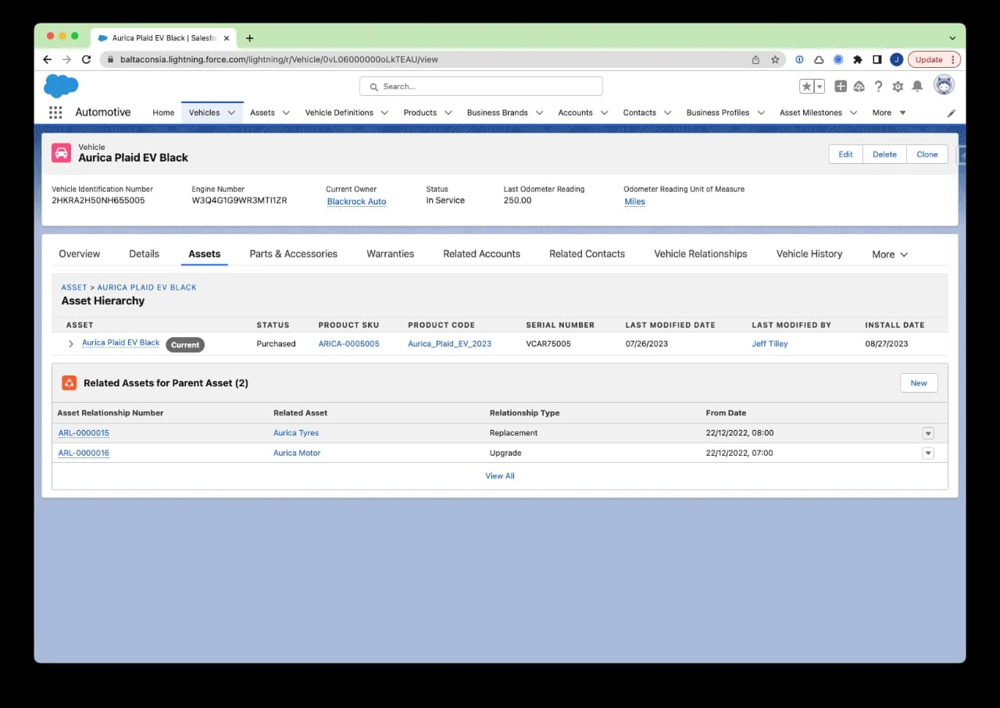 Aurica Plaid EV Black | Salesfo
baltaconsia.lightning.force.com/lightning/r/Vehicle/0vL06000000oLkTEAU/view
J
Update
Search...
Automotive Home Vehicles Assets Vehicle Definitions Products Business Brands Accounts Contacts Business Profiles Asset Milestones More
Vehicle
Aurica Plaid EV Black
Edit Delete Clone
Vehicle Identification Number Engine Number Current Owner Status Last Odometer Reading Odometer Reading Unit of Measure
2HKRA2H50NH655005 W3Q4G1G9WR3MTI1ZR Blackrock Auto In Service 250.00 Miles
Overview Details Assets Parts & Accessories Warranties Related Accounts Related Contacts Vehicle Relationships Vehicle History More
ASSET > AURICA PLAID EV BLACK
Asset Hierarchy
ASSET STATUS PRODUCT SKU PRODUCT CODE SERIAL NUMBER LAST MODIFIED DATE LAST MODIFIED BY INSTALL DATE
Aurica Plaid EV Black Current Purchased ARICA-0005005 Aurica_Plaid_EV_2023 VCAR75005 07/26/2023 Jeff Tilley 08/27/2023
Related Assets for Parent Asset (2)
New
Asset Relationship Number Related Asset Relationship Type From Date
ARL-0000015 Aurica Tyres Replacement 22/12/2022, 08:00
ARL-0000016 Aurica Motor Upgrade 22/12/2022, 07:00
View All